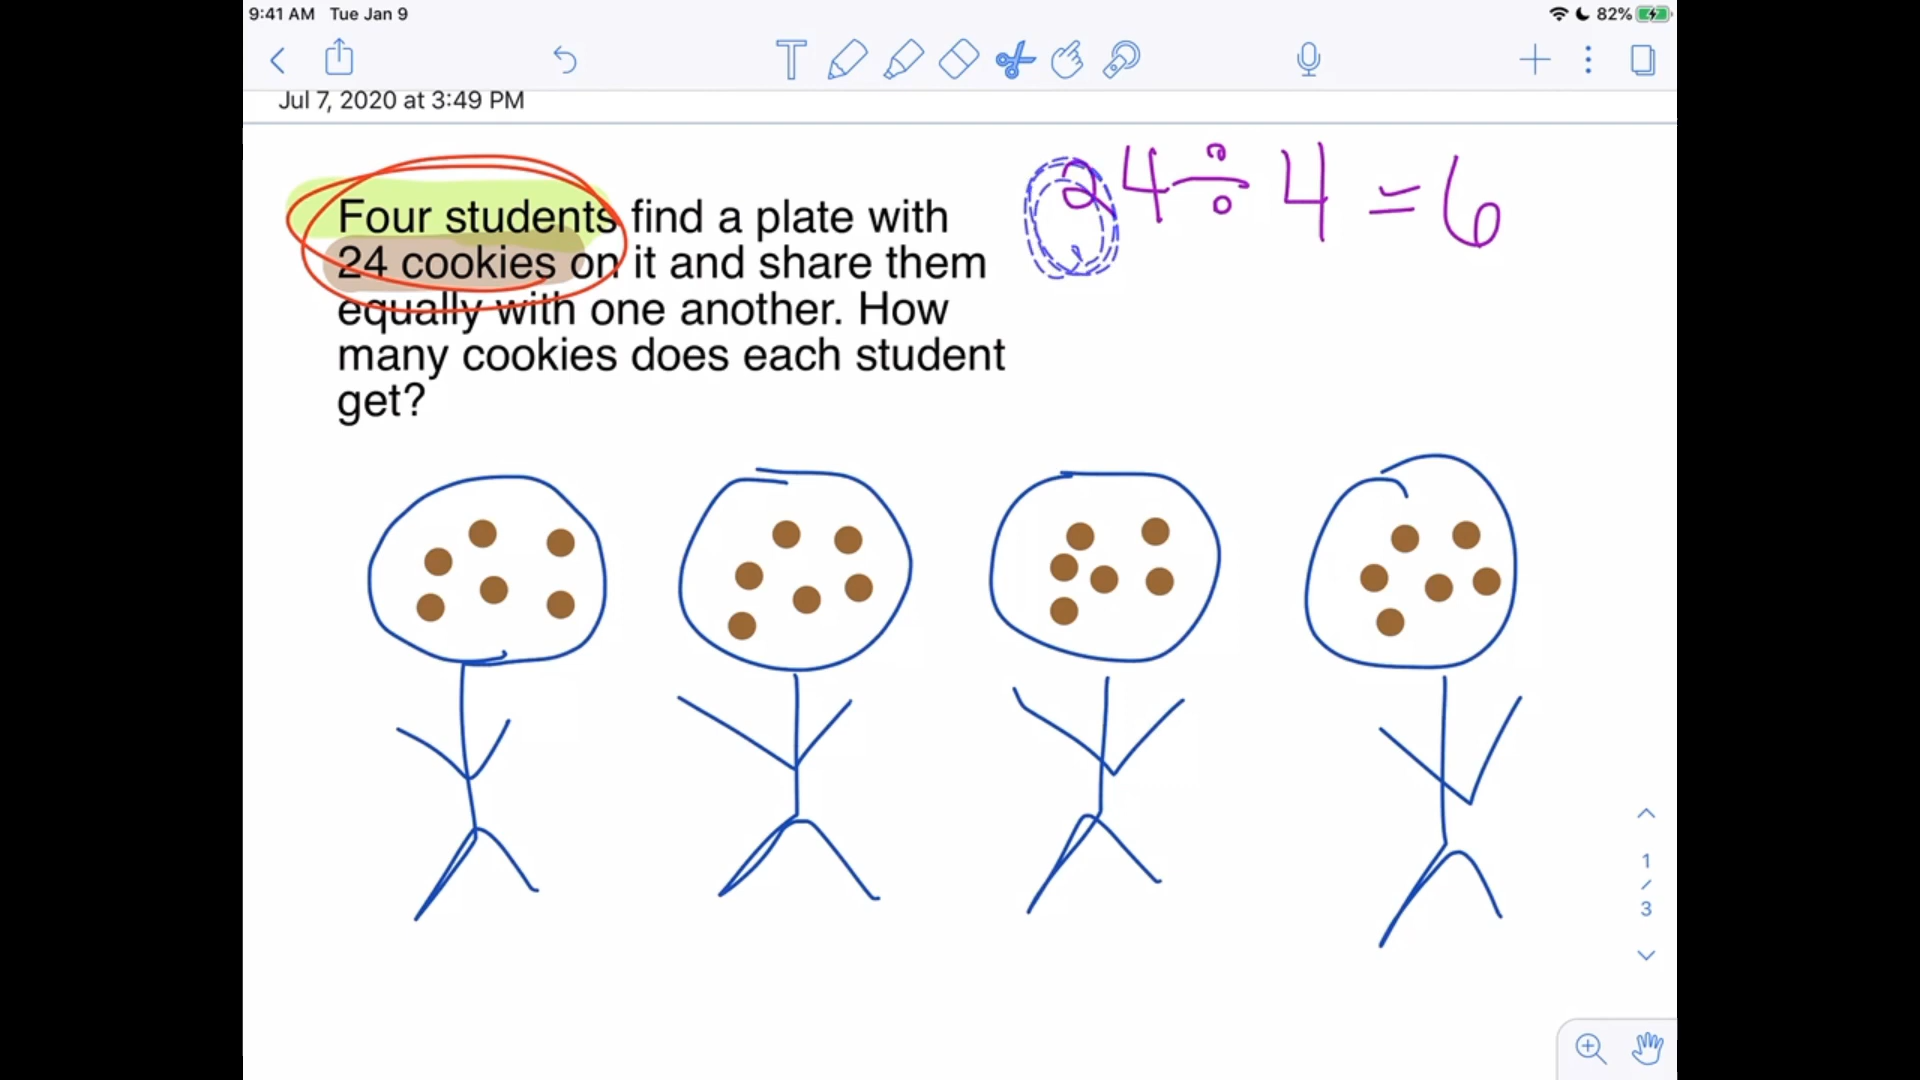 9:41 AM Tue Jan 9
82%
T
Jul 7, 2020 at 3:49 PM
Four students find a plate with
24 cookies on it and share them
equally with one another. How
many cookies does each student
get?
24 ÷ 4 = 6
1
/
3